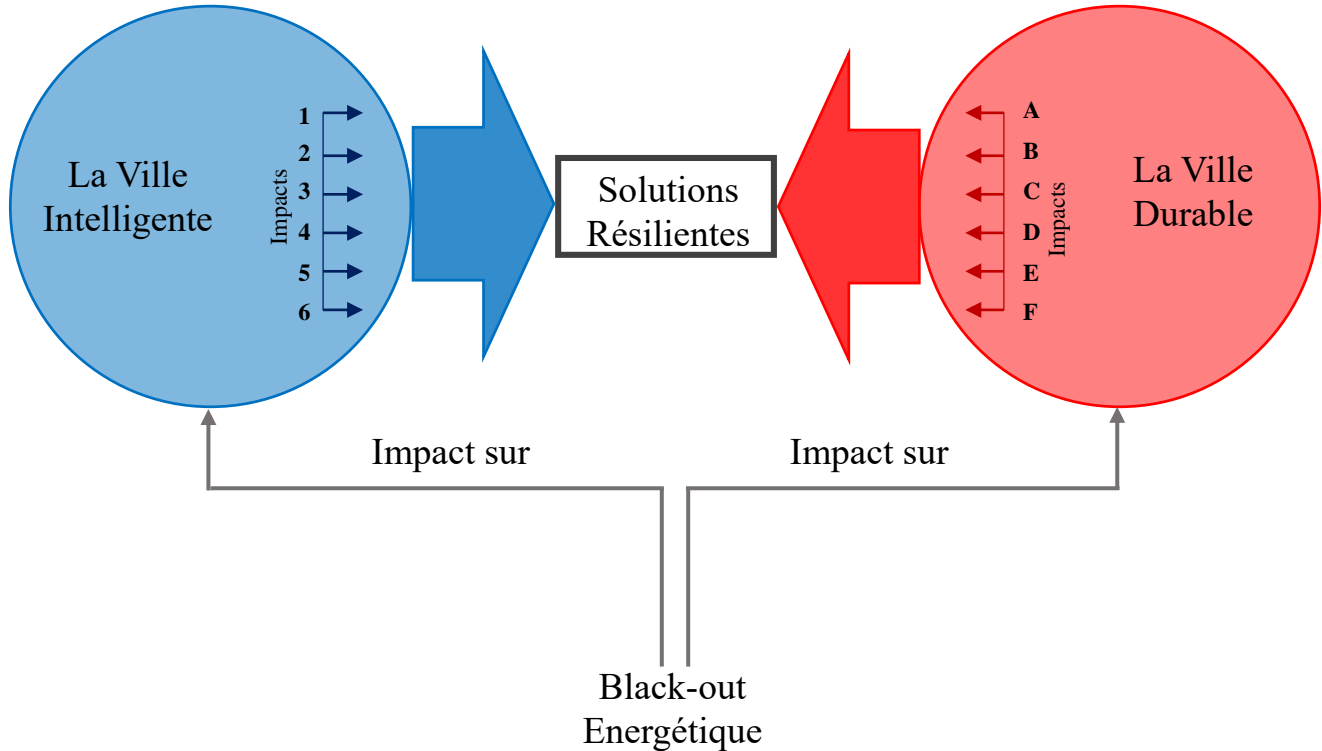 La Ville
Intelligente
Impacts
1
2
3
4
5
6
Solutions
Résilientes
A
B
C
D
E
F
Impacts
La Ville
Durable
Impact sur
Impact sur
Black-out
Energétique